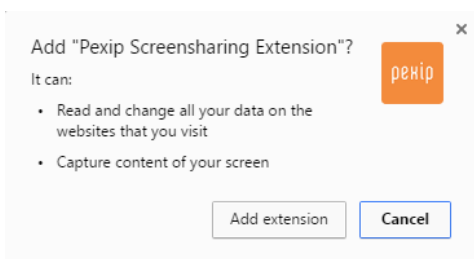 Add "Pexip Screensharing Extension"?
pexip
It can:
• Read and change all your data on the
websites that you visit
• Capture content of your screen
Add extension
Cancel